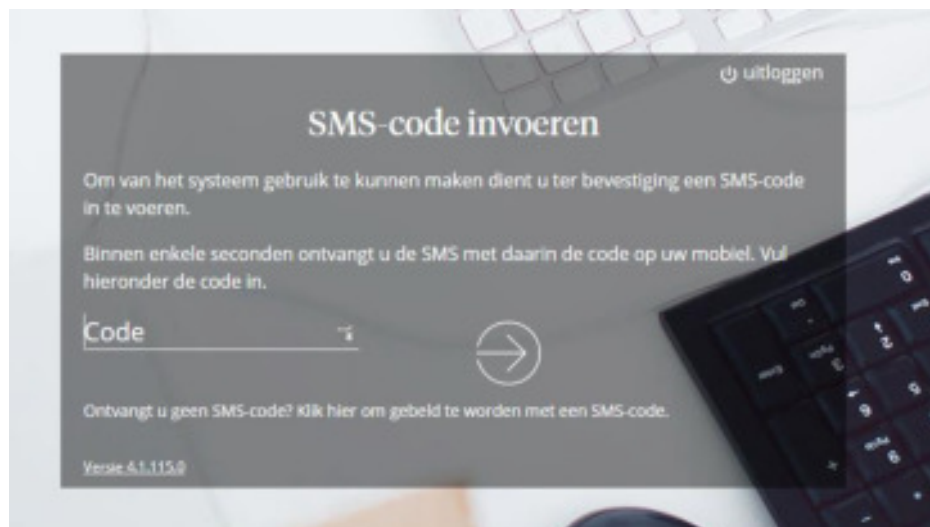 uitloggen
SMS-code invoeren
Om van het systeem gebruik te kunnen maken dient u ter bevestiging een SMS-code
in te voeren.
Binnen enkele seconden ontvangt u de SMS met daarin de code op uw mobiel. Vul
hieronder de code in.
Code
Ontvangt u geen SMS-code? Klik hier om gebeld te worden met een SMS-code.
Versie 4.1.115.0